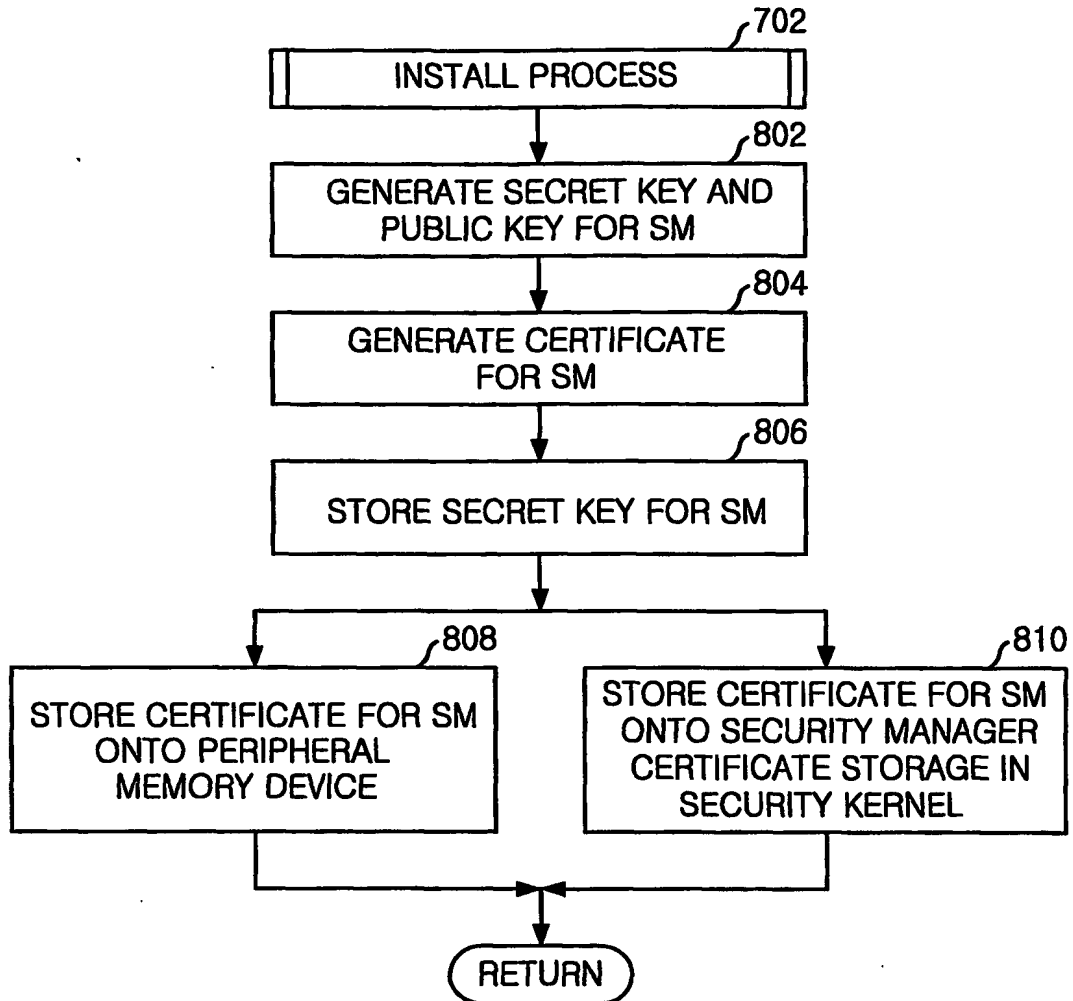 702
INSTALL PROCESS
802
GENERATE SECRET KEY AND
PUBLIC KEY FOR SM
804
GENERATE CERTIFICATE
FOR SM
806
STORE SECRET KEY FOR SM
808
STORE CERTIFICATE FOR SM
ONTO PERIPHERAL
MEMORY DEVICE
810
STORE CERTIFICATE FOR SM
ONTO SECURITY MANAGER
CERTIFICATE STORAGE IN
SECURITY KERNEL
RETURN